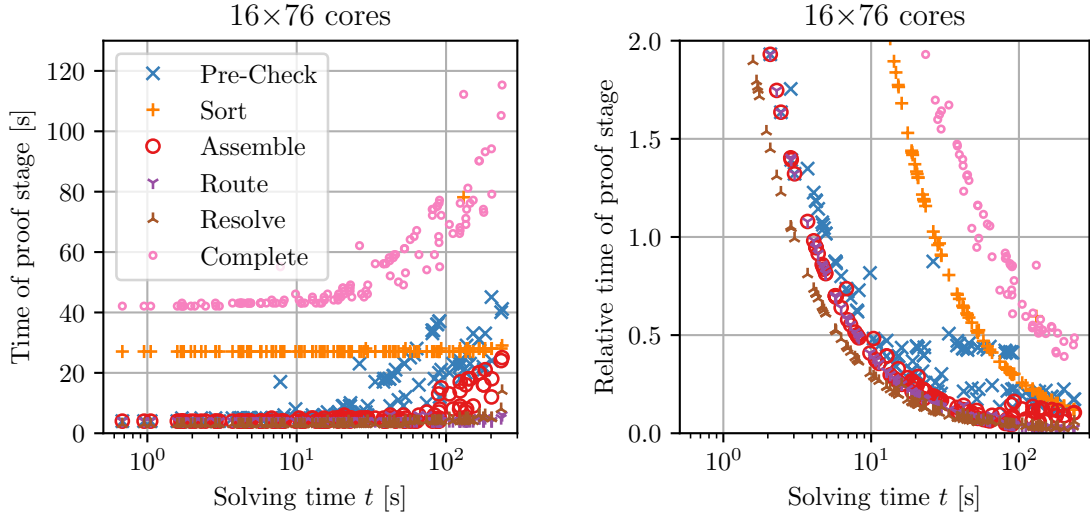 16×76 cores
Time of proof stage [s]
120
100
80
60
40
20
0
Pre-Check
Sort
Assemble
Route
Resolve
Complete
10^0
10^1
10^2
Solving time t [s]
16×76 cores
Relative time of proof stage
2.0
1.5
1.0
0.5
0.0
10^0
10^1
10^2
Solving time t [s]